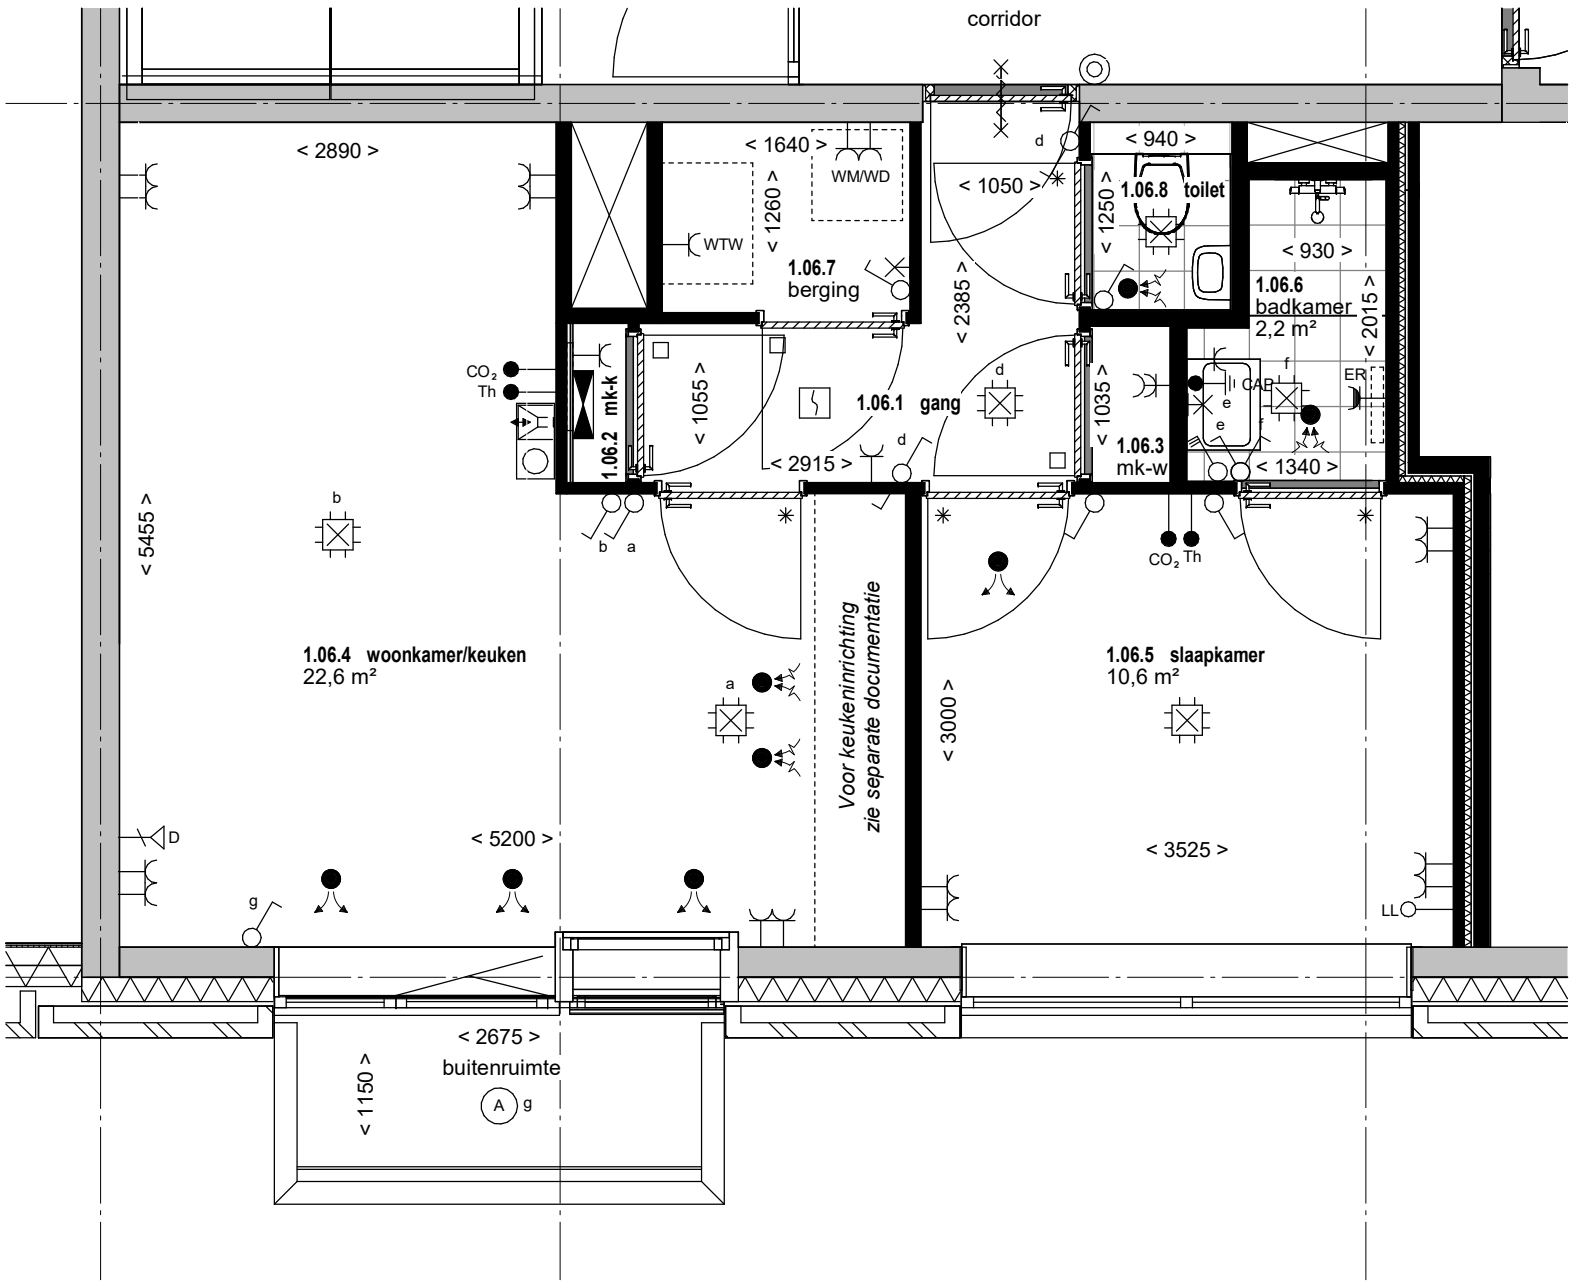 corridor
< 2890 >
< 1640 >
WM/WD
< 1260 >
WTW
1.06.7
berging
d
< 1050 >
< 940 >
1.06.8 toilet
< 1250 >
< 930 >
1.06.6
badkamer
2,2 m²
< 2015 >
< 2385 >
CO₂
Th
1.06.2 mk-k
< 1055 >
1.06.1 gang
d
< 2915 >
d
< 1035 >
1.06.3
mk-w
CAP
e
e
f
f
ER
< 1340 >
b
b
a
< 5455 >
CO₂
Th
1.06.4 woonkamer/keuken
22,6 m²
a
Voor keukeninrichting
zie separate documentatie
1.06.5 slaapkamer
10,6 m²
< 3000 >
D
< 5200 >
< 3525 >
g
LL
< 2675 >
buitenruimte
< 1150 >
A
g